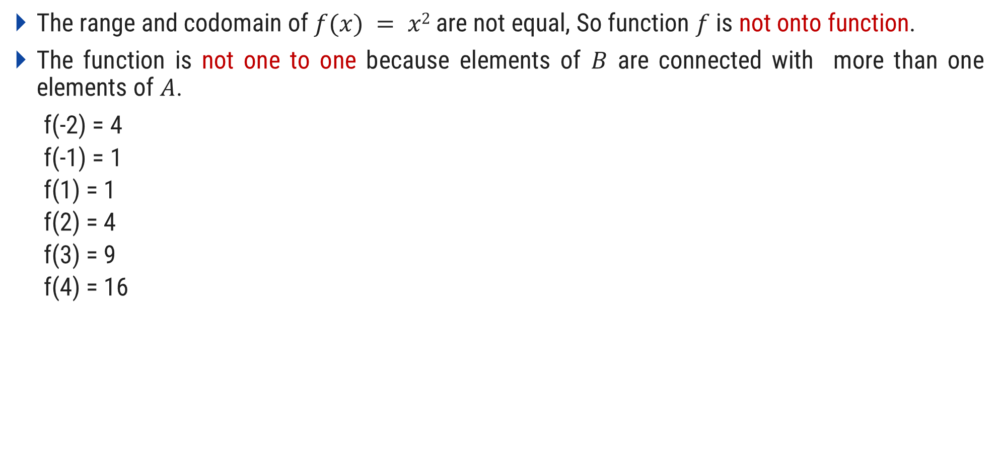 The range and codomain of f(x) = x² are not equal, So function f is not onto function.
The function is not one to one because elements of B are connected with more than one
elements of A.
f(-2) = 4
f(-1) = 1
f(1) = 1
f(2) = 4
f(3) = 9
f(4) = 16